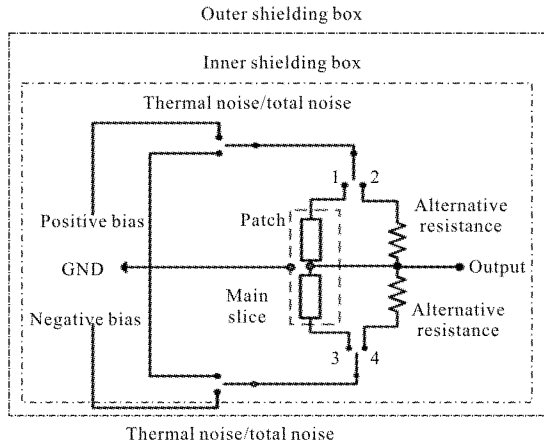 Outer shielding box
Inner shielding box
Thermal noise/total noise
1 2
Patch
Alternative
resistance
Positive bias
GND
Output
Main
slice
Negative bias
Alternative
resistance
3 4
Thermal noise/total noise